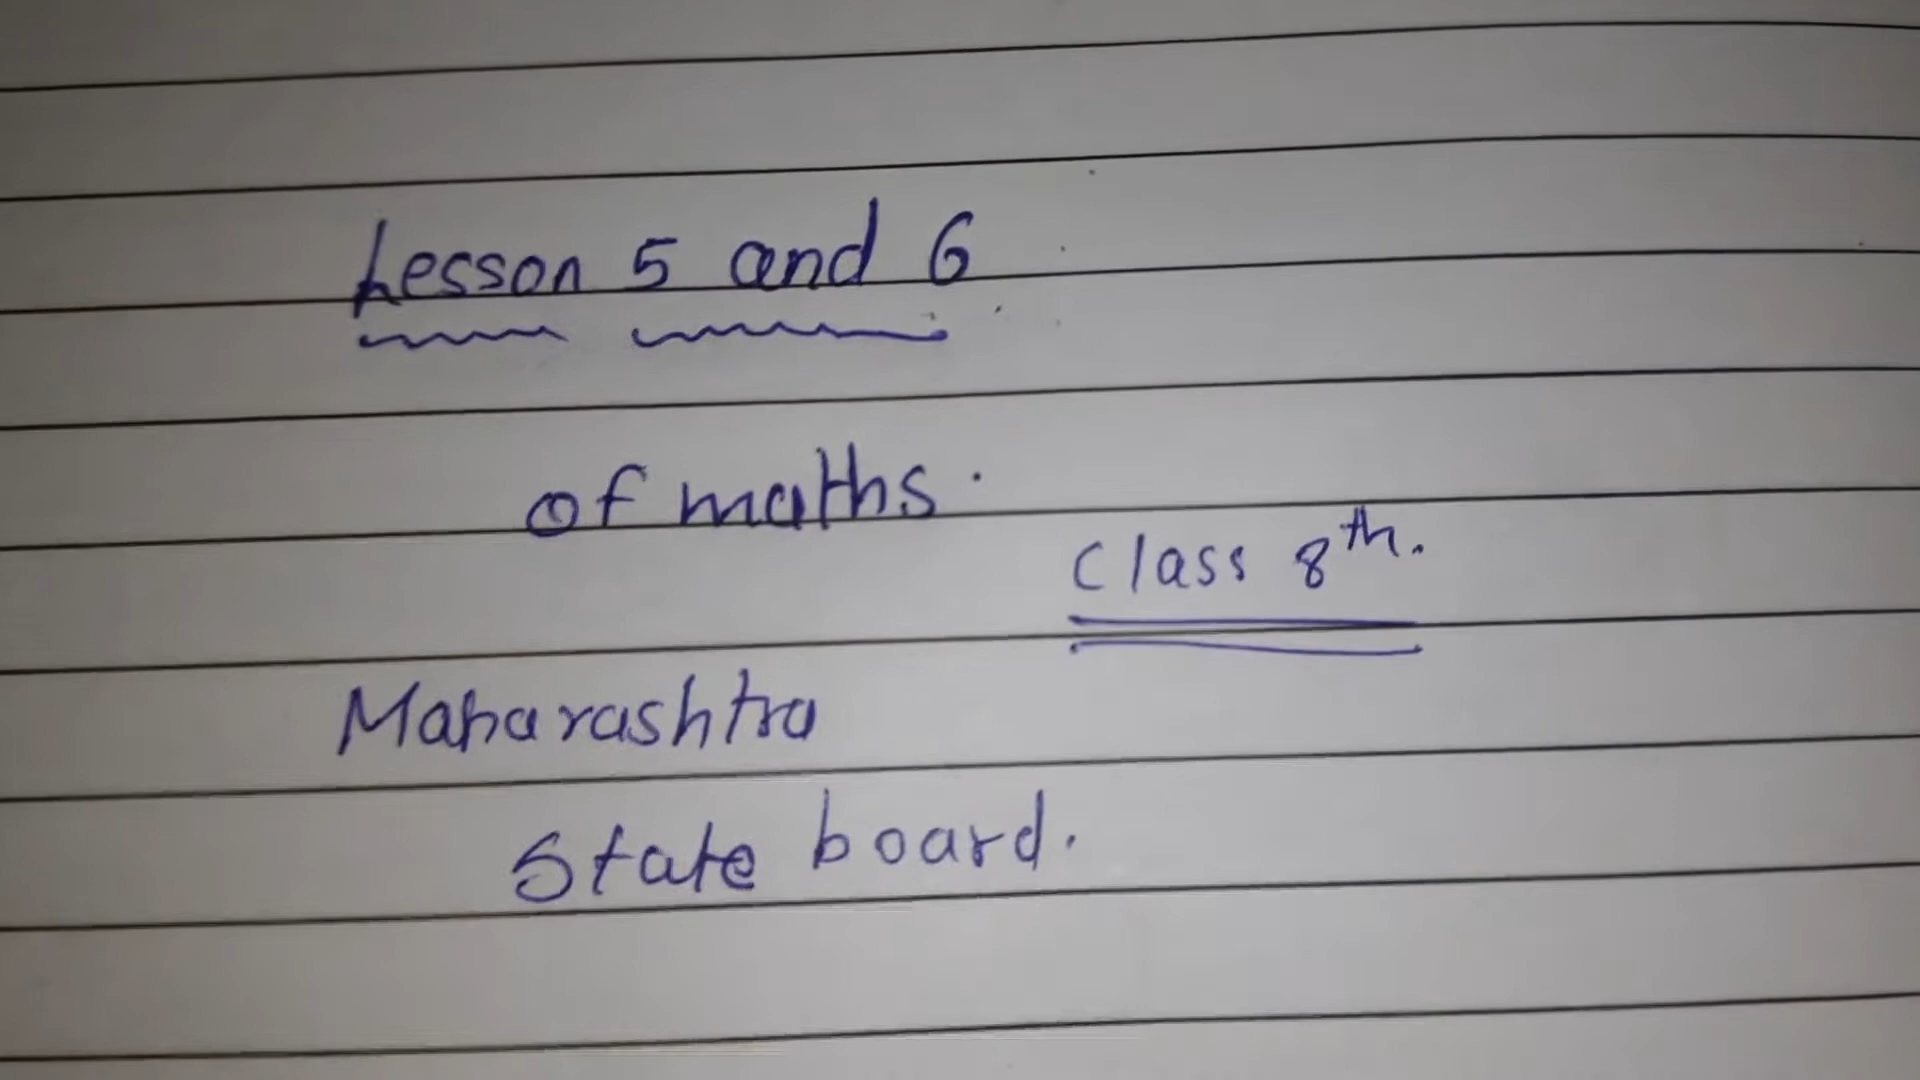 Lesson 5 and 6
of maths.
Class 8th.
Maharashtra
State board.